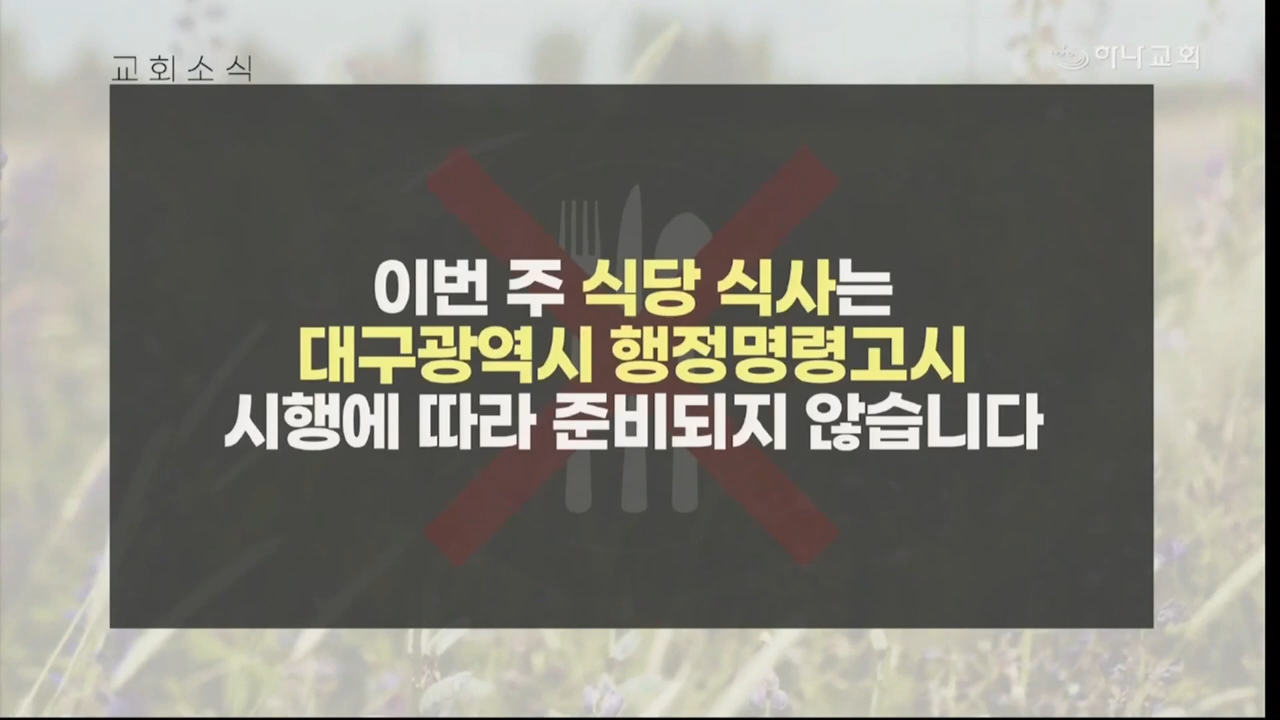 교회소식
하나교회
이번 주 식당 식사는
대구광역시 행정명령고시
시행에 따라 준비되지 않습니다